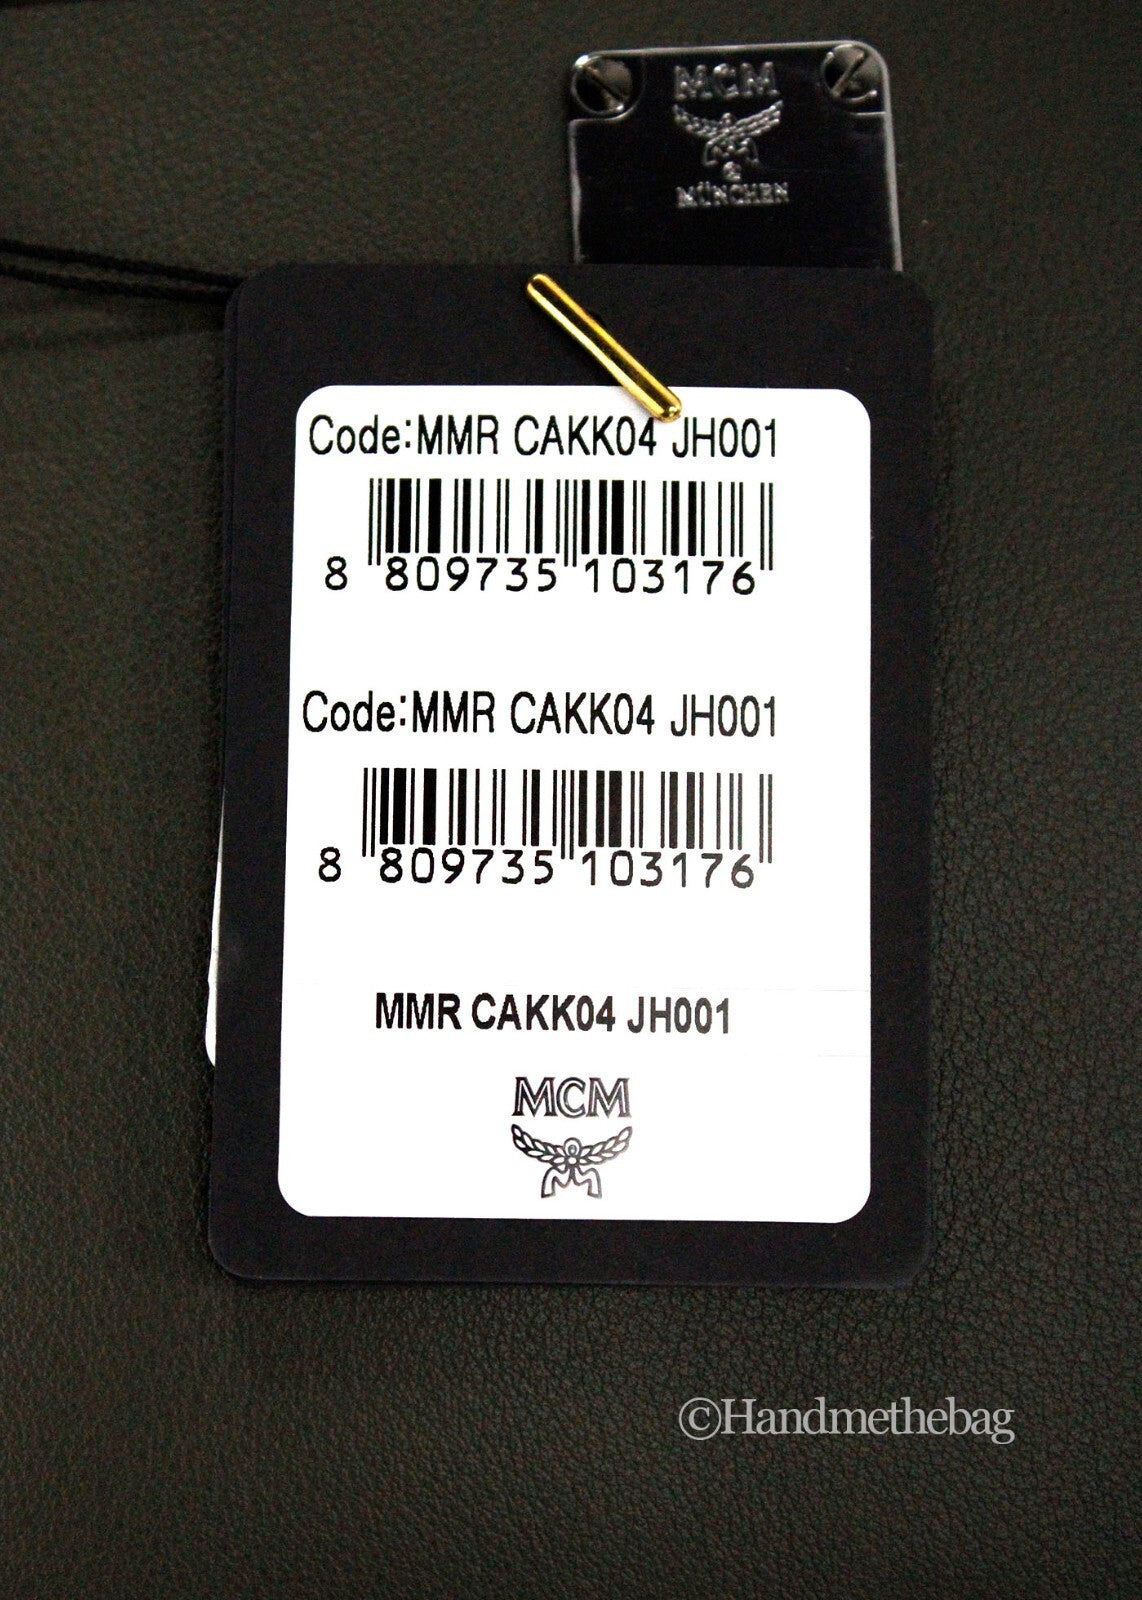 MCM
MÜNCHEN
Code:MMR CAKK04 JH001
8 809735 103176
Code:MMR CAKK04 JH001
8 809735 103176
MMR CAKK04 JH001
MCM
©Handmethebag